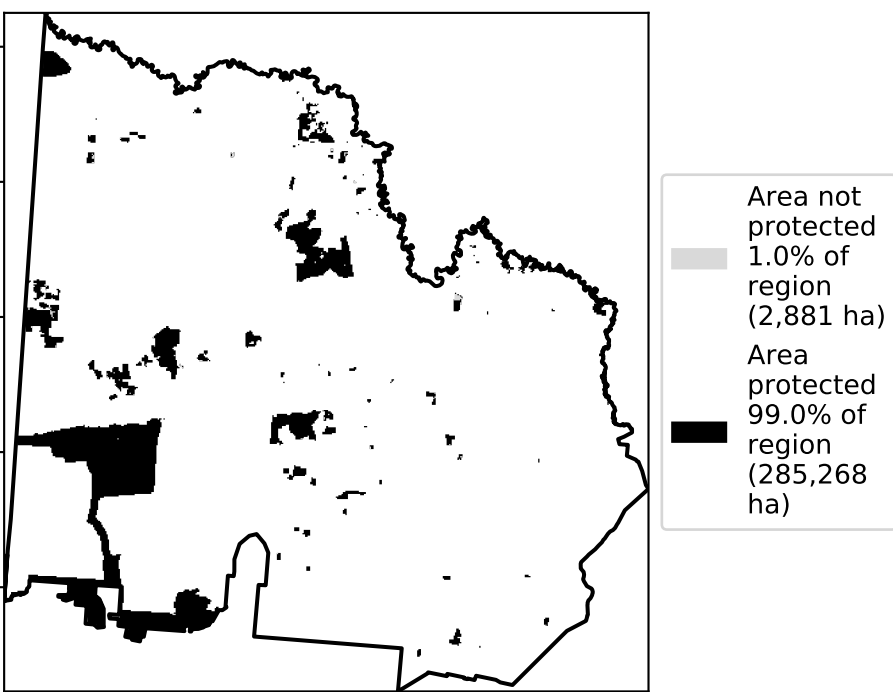 Area not
protected
1.0% of
region
(2,881 ha)
Area
protected
99.0% of
region
(285,268
ha)